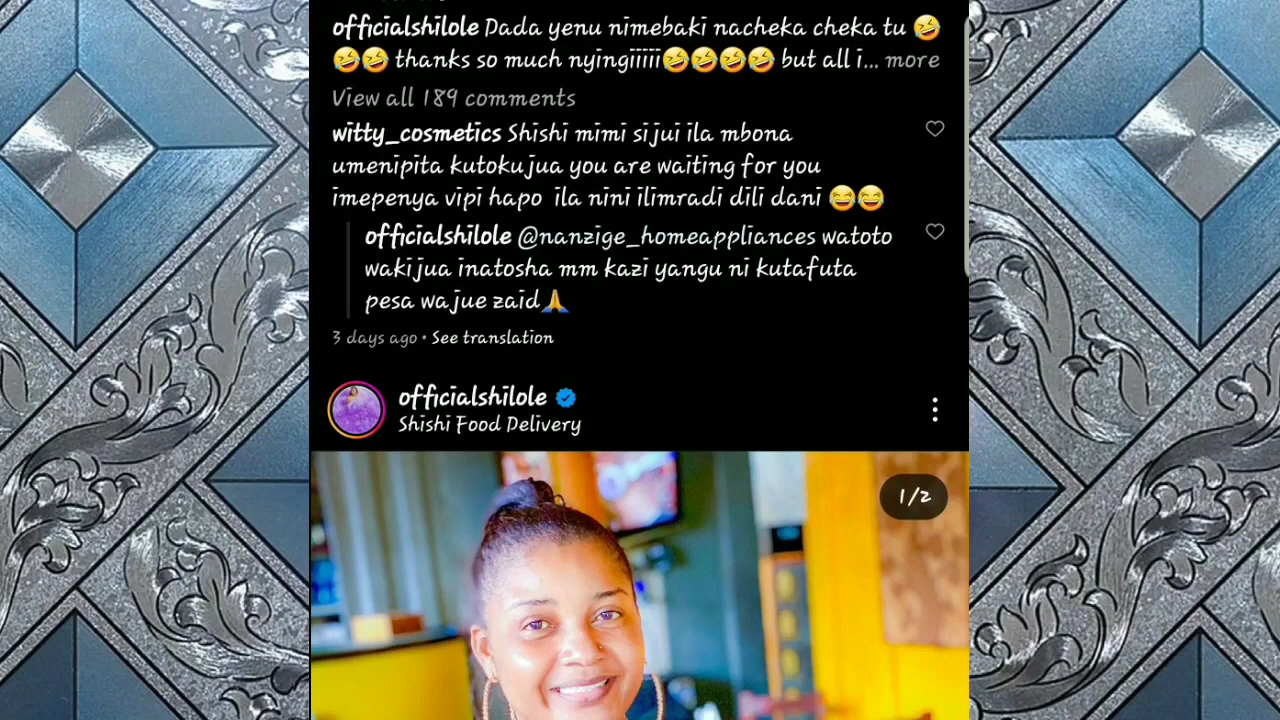 officialshilole Dada yenu nimebaki nacheka cheka tu 🤣
🤣🤣 thanks so much nyingiiiii🤣🤣🤣🤣 but all i... more
View all 189 comments
witty_cosmetics Shishi mimi sijui ila mbona
umenipita kutokujua you are waiting for you
imepenya vipi hapo ila nini ilimradi dili dani 😂😂
officialshilole @nanzige_homeappliances watoto
wakijua inatosha mm kazi yangu ni kutafuta
pesa wajue zaid🙏
3 days ago • See translation
officialshilole
Shishi Food Delivery
1/2